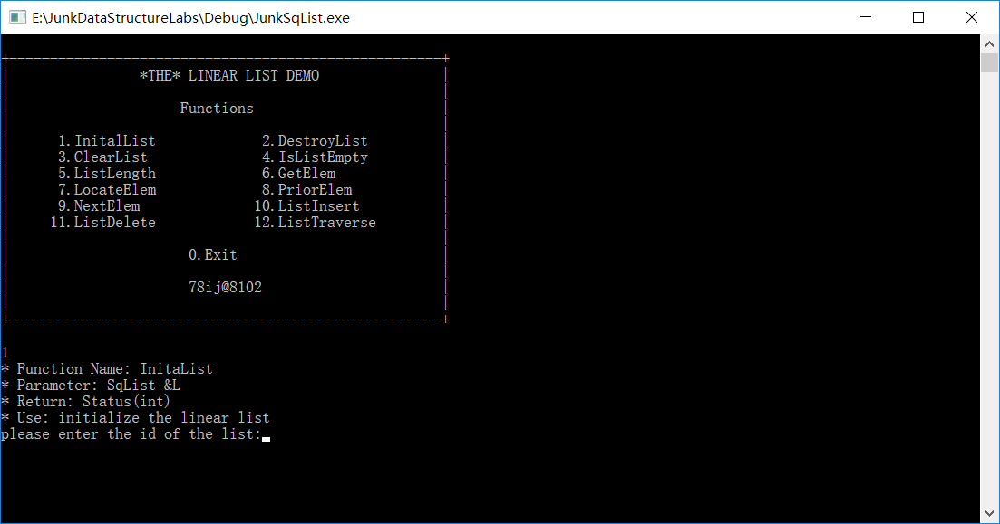 E:\JunkDataStructureLabs\Debug\JunkSqList.exe
*THE* LINEAR LIST DEMO
Functions
1.InitalList 2.DestroyList
3.ClearList 4.IsListEmpty
5.ListLength 6.GetElem
7.LocateElem 8.PriorElem
9.NextElem 10.ListInsert
11.ListDelete 12.ListTraverse
0.Exit
78ij@8102
1
* Function Name: InitaList
* Parameter: SqList &L
* Return: Status(int)
* Use: initialize the linear list
please enter the id of the list: